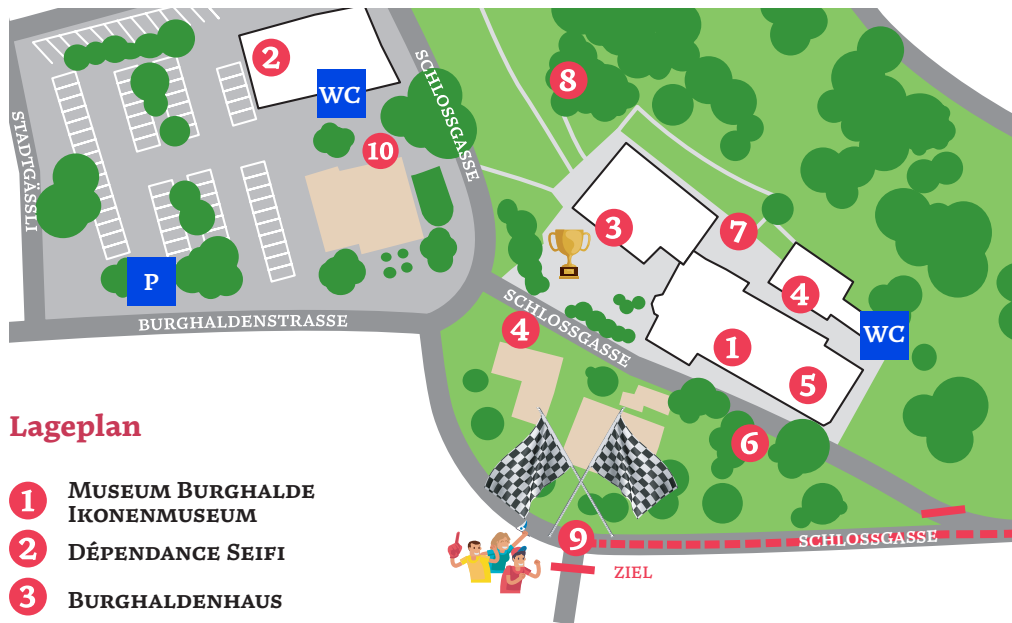 2
WC
SCHLOSSGASSE
8
10
STADTGÄSSLI
3
7
P
4
SCHLOSSGASSE
4
WC
BURGHALDENSTRASSE
1
5
6
Lageplan
1 MUSEUM BURGHALDE
IKONENMUSEUM
2 DÉPENDANCE SEIFI
3 BURGHALDENHAUS
9
SCHLOSSGASSE
ZIEL